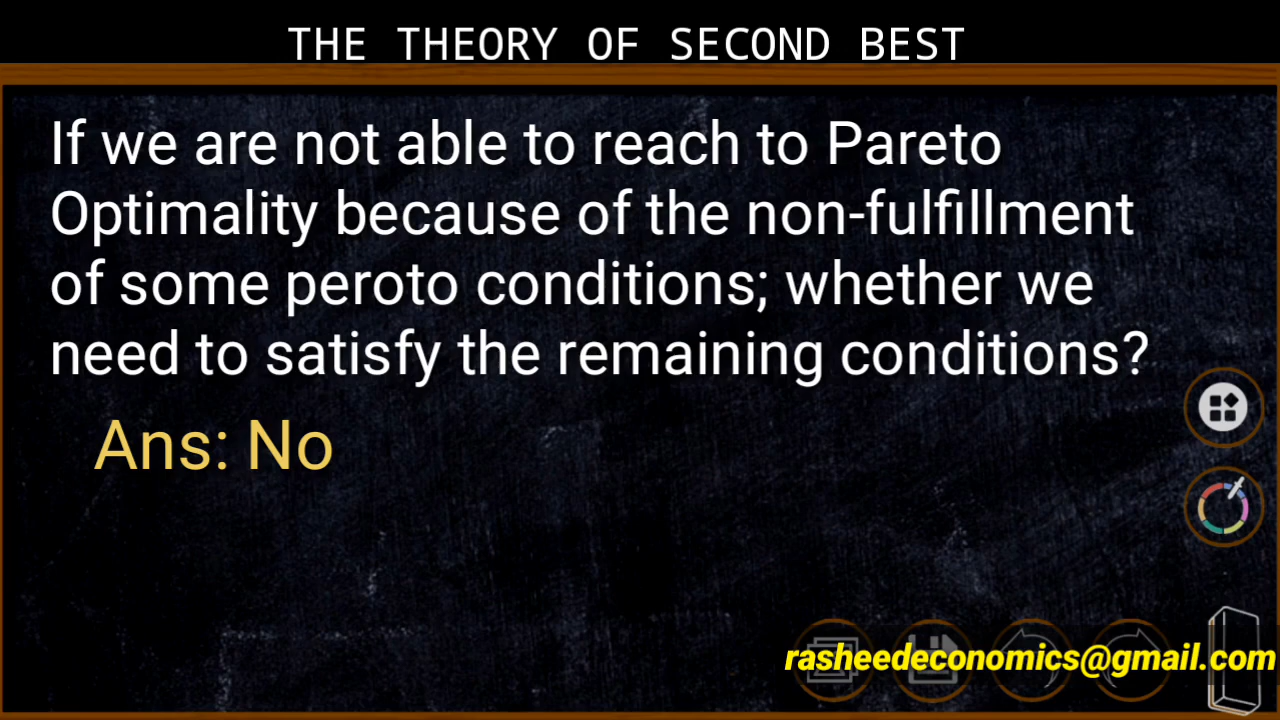 THE THEORY OF SECOND BEST
If we are not able to reach to Pareto
Optimality because of the non-fulfillment
of some peroto conditions; whether we
need to satisfy the remaining conditions?
Ans: No
rasheedeconomics@gmail.com